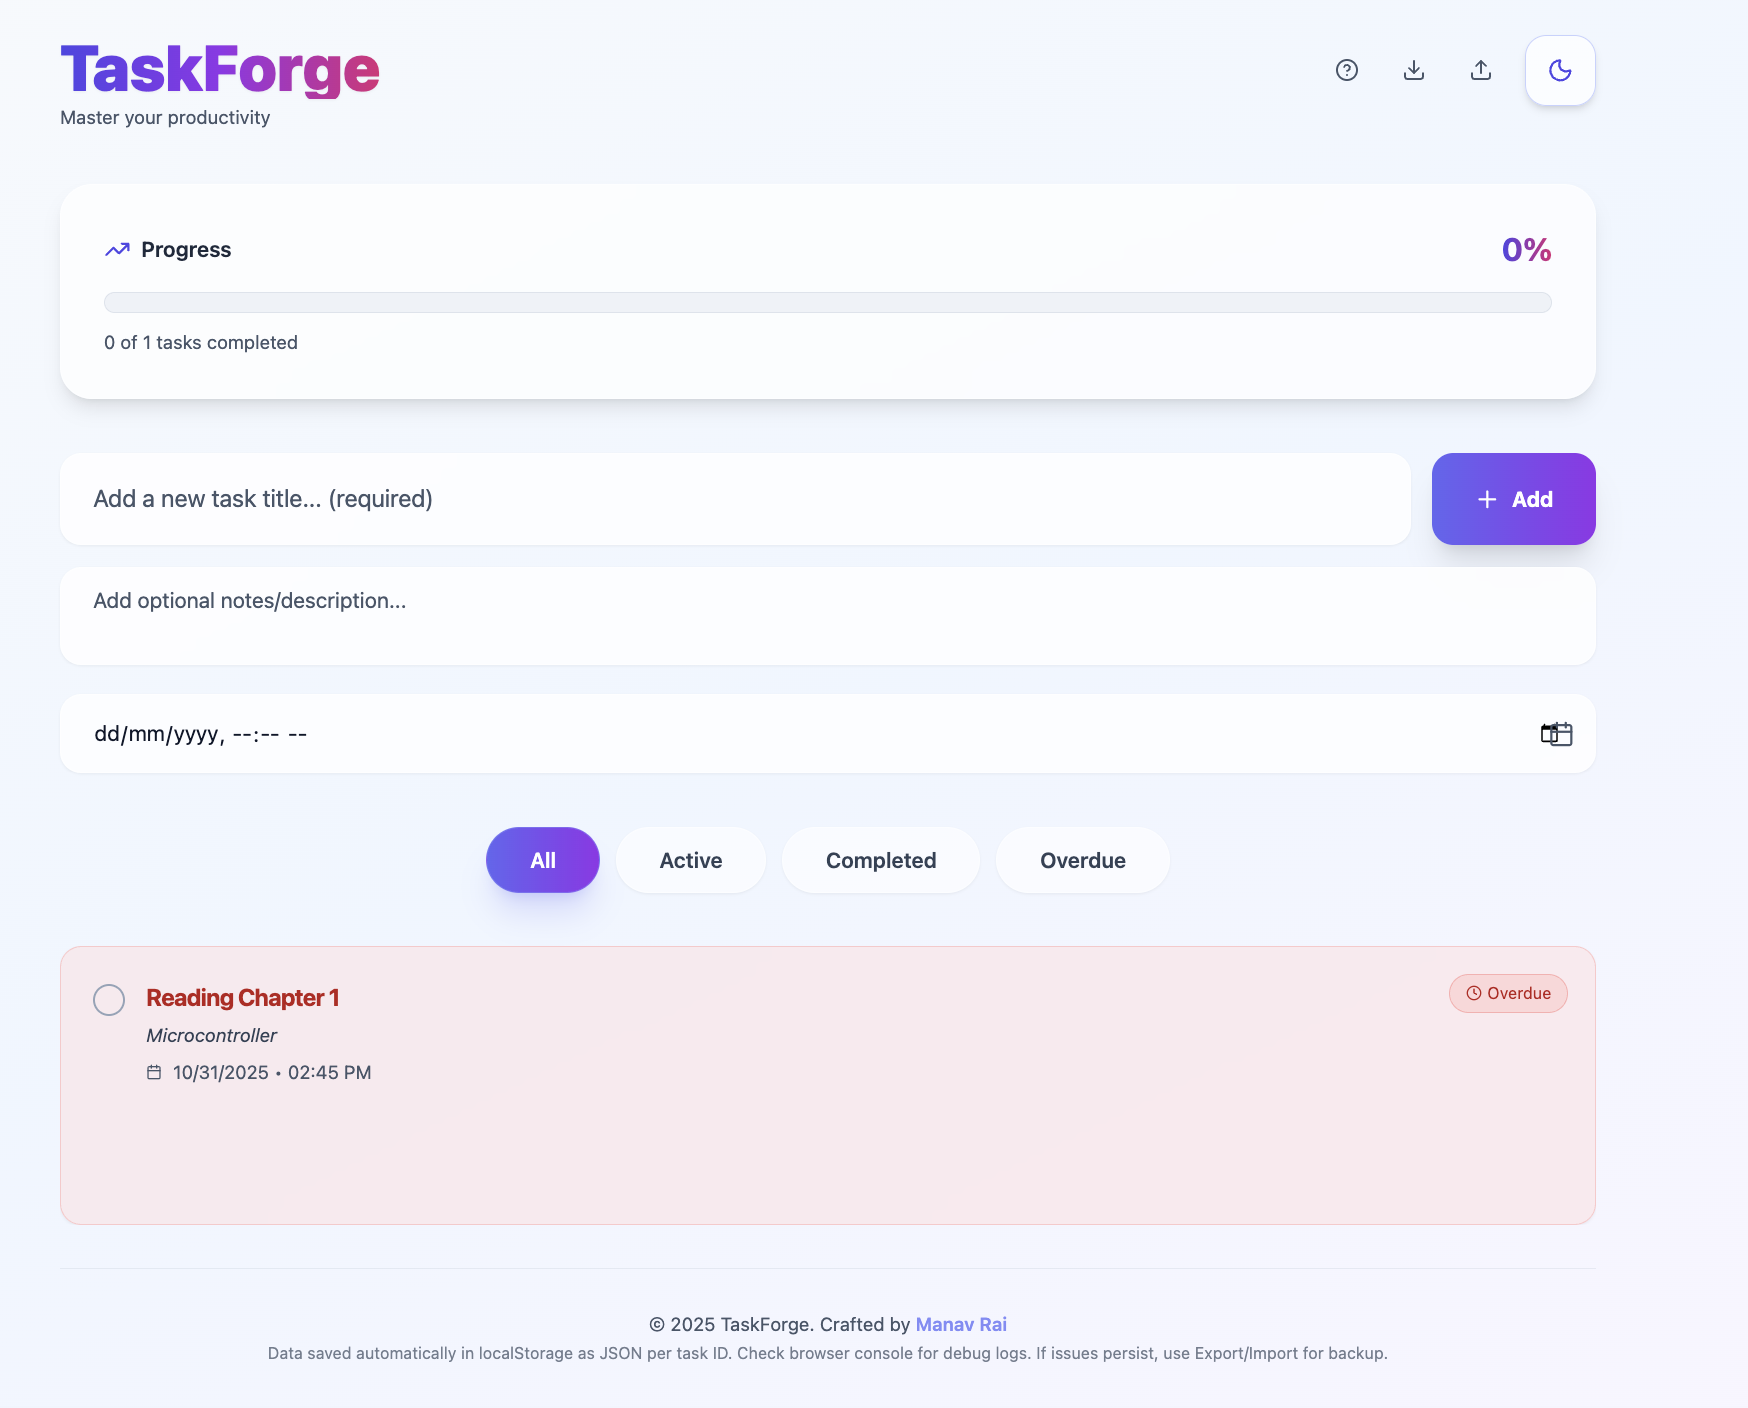 TaskForge
Master your productivity
Progress
0%
0 of 1 tasks completed
Add a new task title... (required)
Add
Add optional notes/description...
dd/mm/yyyy, --:-- --
All
Active
Completed
Overdue
Reading Chapter 1
Overdue
Microcontroller
10/31/2025 • 02:45 PM
© 2025 TaskForge. Crafted by Manav Rai
Data saved automatically in localStorage as JSON per task ID. Check browser console for debug logs. If issues persist, use Export/Import for backup.